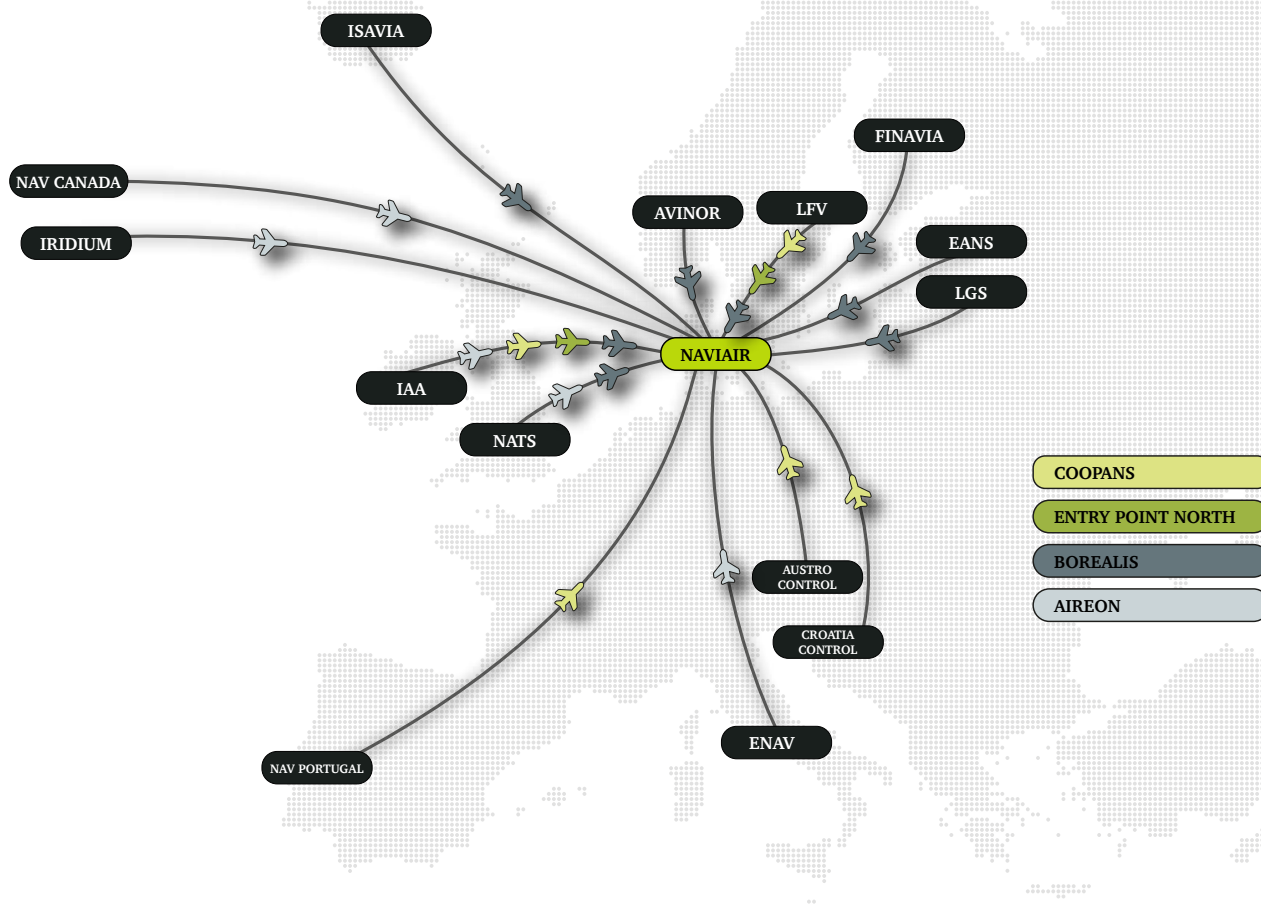 ISAVIA
FINAVIA
NAV CANADA
AVINOR
LFV
IRIDIUM
EANS
LGS
NAVIAIR
IAA
NATS
COOPANS
ENTRY POINT NORTH
BOREALIS
AIREON
AUSTRO
CONTROL
CROATIA
CONTROL
ENAV
NAV PORTUGAL